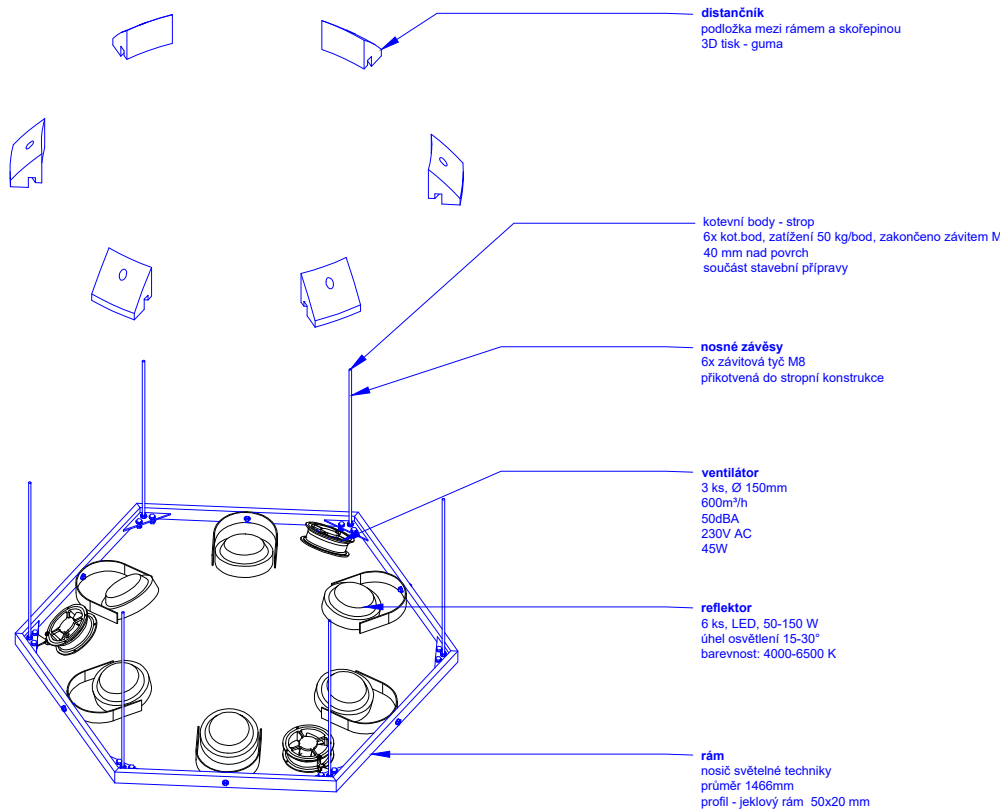 distančník
podložka mezi rámem a skořepinou
3D tisk - guma
kotevní body - strop
6x kot.bod, zatížení 50 kg/bod, zakončeno závitem M
40 mm nad povrch
součást stavební přípravy
nosné závěsy
6x závitová tyč M8
přikotvená do stropní konstrukce
ventilátor
3 ks, Ø 150mm
600m³/h
50dBA
230V AC
45W
reflektor
6 ks, LED, 50-150 W
úhel osvětlení 15-30°
barevnost: 4000-6500 K
rám
nosič světelné techniky
průměr 1466mm
profil - jeklový rám 50x20 mm